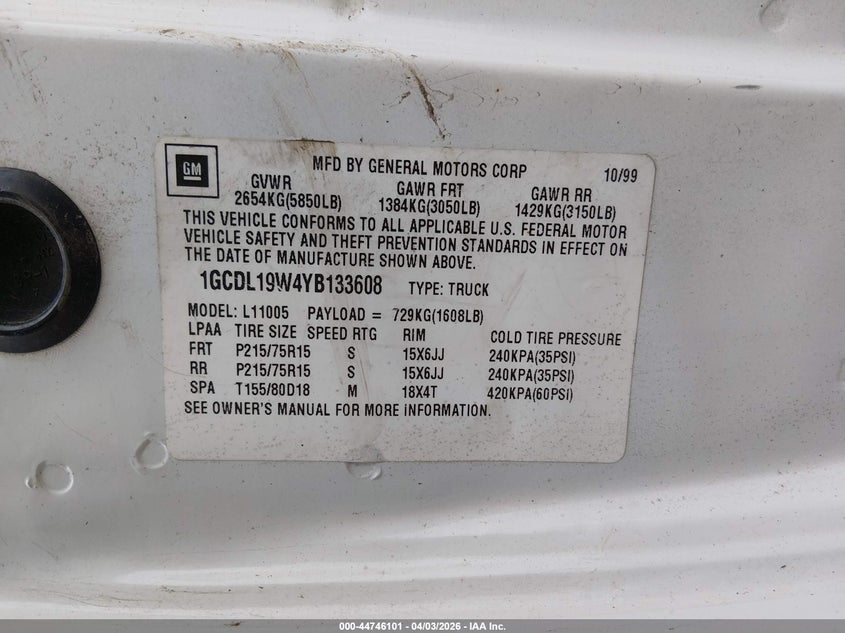 GM
MFD BY GENERAL MOTORS CORP 10/99
GVWR GAWR FRT GAWR RR
2654KG(5850LB) 1384KG(3050LB) 1429KG(3150LB)
THIS VEHICLE CONFORMS TO ALL APPLICABLE U.S. FEDERAL MOTOR
VEHICLE SAFETY AND THEFT PREVENTION STANDARDS IN EFFECT ON
THE DATE OF MANUFACTURE SHOWN ABOVE.
1GCDL19W4YB133608 TYPE: TRUCK
MODEL: L11005 PAYLOAD = 729KG(1608LB)
LPAA TIRE SIZE SPEED RTG RIM COLD TIRE PRESSURE
FRT P215/75R15 S 15X6JJ 240KPA(35PSI)
RR P215/75R15 S 15X6JJ 240KPA(35PSI)
SPA T155/80D18 M 18X4T 420KPA(60PSI)
SEE OWNER'S MANUAL FOR MORE INFORMATION.
000-44746101 - 04/03/2026 - IAA Inc.